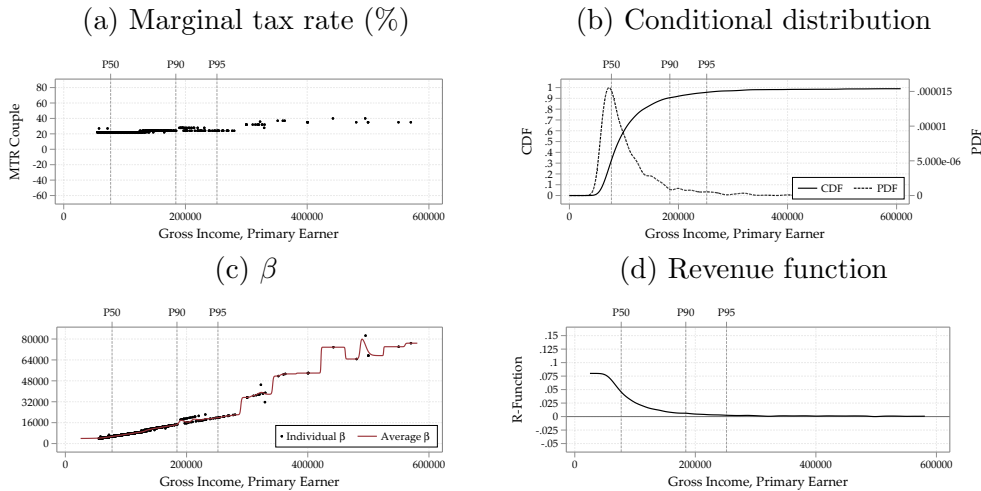 (a) Marginal tax rate (%)
P50 P90 P95
80
60
40
20
0
-20
-40
-60
MTR Couple
0 200000 400000 600000
Gross Income, Primary Earner
(b) Conditional distribution
P50 P90 P95
1
.9
.8
.7
.6
.5
.4
.3
.2
.1
0
CDF
.000015
.00001
5.000e-06
0
PDF
CDF PDF
0 200000 400000 600000
Gross Income, Primary Earner
(c) β
P50 P90 P95
80000
64000
48000
32000
16000
0
Individual β Average β
0 200000 400000 600000
Gross Income, Primary Earner
(d) Revenue function
P50 P90 P95
.15
.125
.1
.075
.05
.025
0
-.025
-.05
R-Function
0 200000 400000 600000
Gross Income, Primary Earner